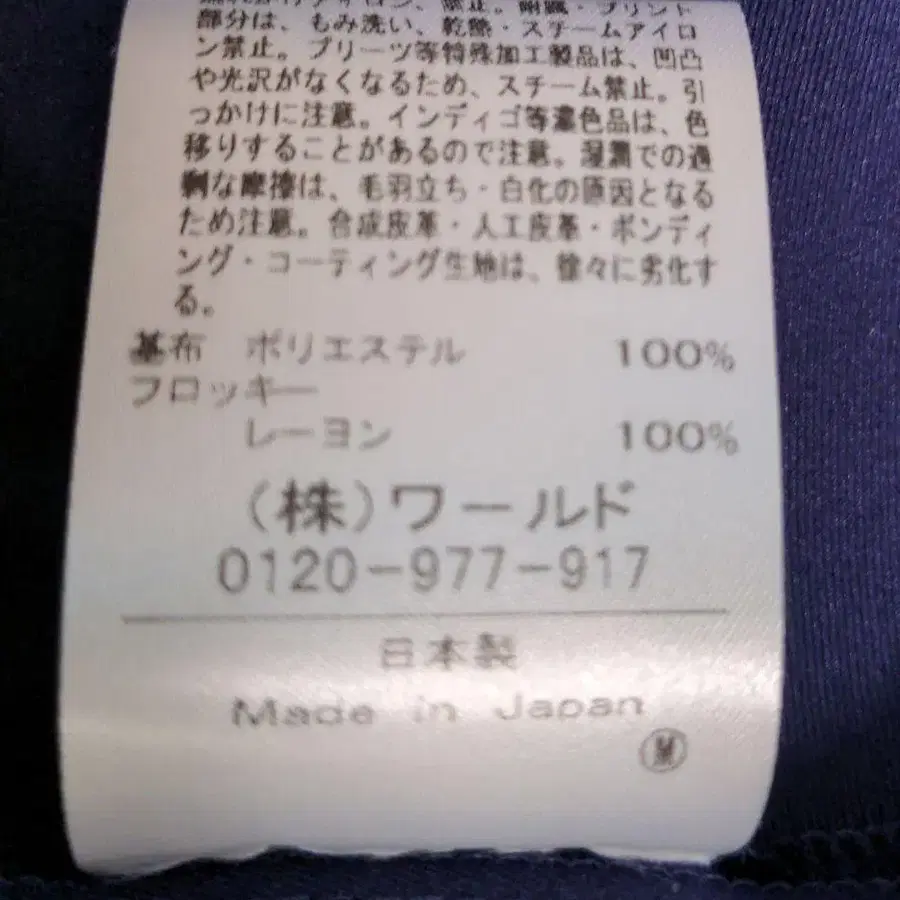 部分は、もみ洗い、乾燥・スチームアイロ
ン禁止。プリーツ等特殊加工製品は、凹凸
や光沢がなくなるため、スチーム禁止。引
っかけに注意。インディゴ等濃色品は、色
移りすることがあるので注意。湿潤での過
剰な摩擦は、毛羽立ち・白化の原因となる
ため注意。合成皮革・人工皮革・ボンディ
ング・コーティング生地は、徐々に劣化す
る。
基布 ポリエステル 100%
フロッキー
レーヨン 100%
(株)ワールド
0120-977-917
日本製
Made in Japan
M